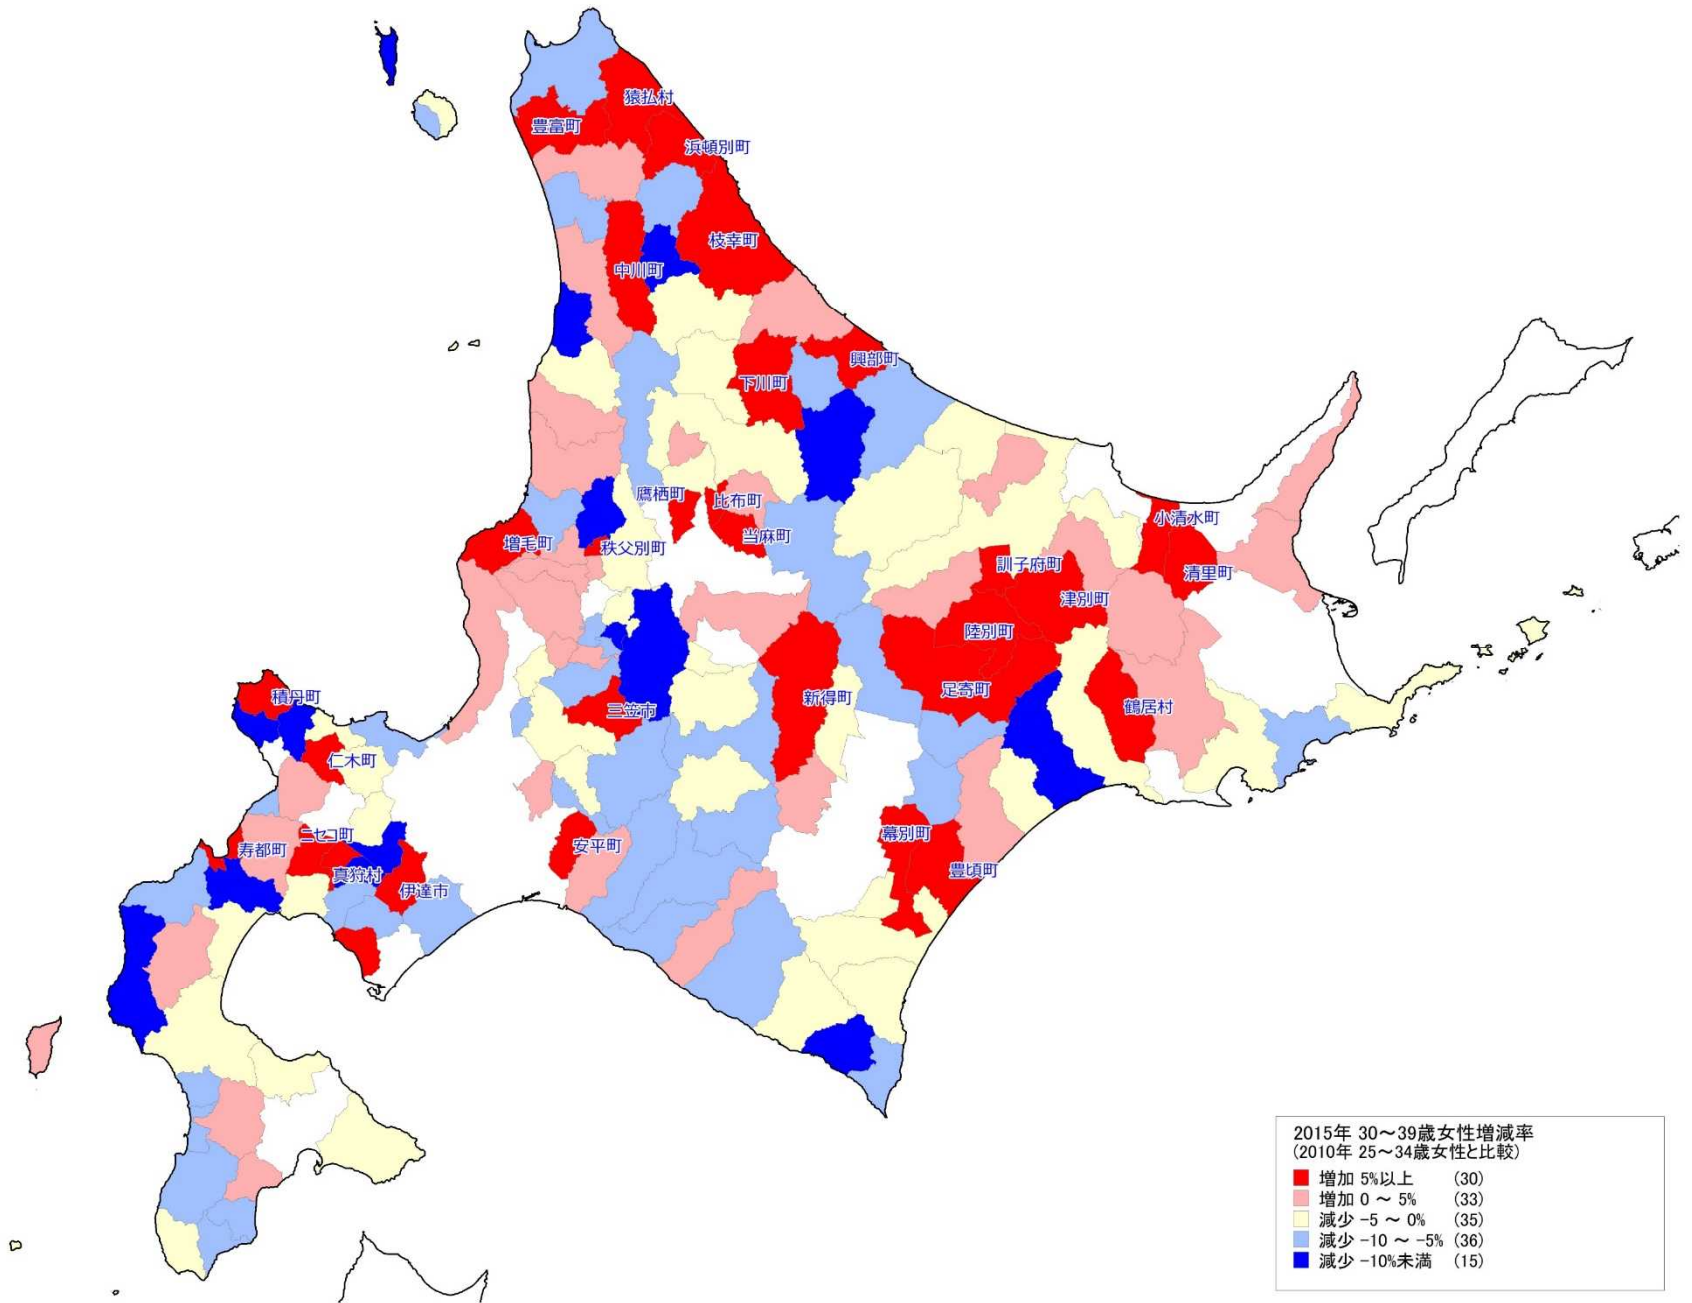 猿払村
豊富町
浜頓別町
枝幸町
中川町
興部町
下川町
鷹栖町
比布町
当麻町
小清水町
増毛町
秩父別町
訓子府町
清里町
津別町
陸別町
足寄町
積丹町
新得町
三笠市
鶴居村
仁木町
ニセコ町
寿都町
幕別町
安平町
真狩村
豊頃町
伊達市
2015年 30～39歳女性増減率
(2010年 25～34歳女性と比較)
増加 5%以上 (30)
増加 0 ～ 5% (33)
減少 -5 ～ 0% (35)
減少 -10 ～ -5% (36)
減少 -10%未満 (15)